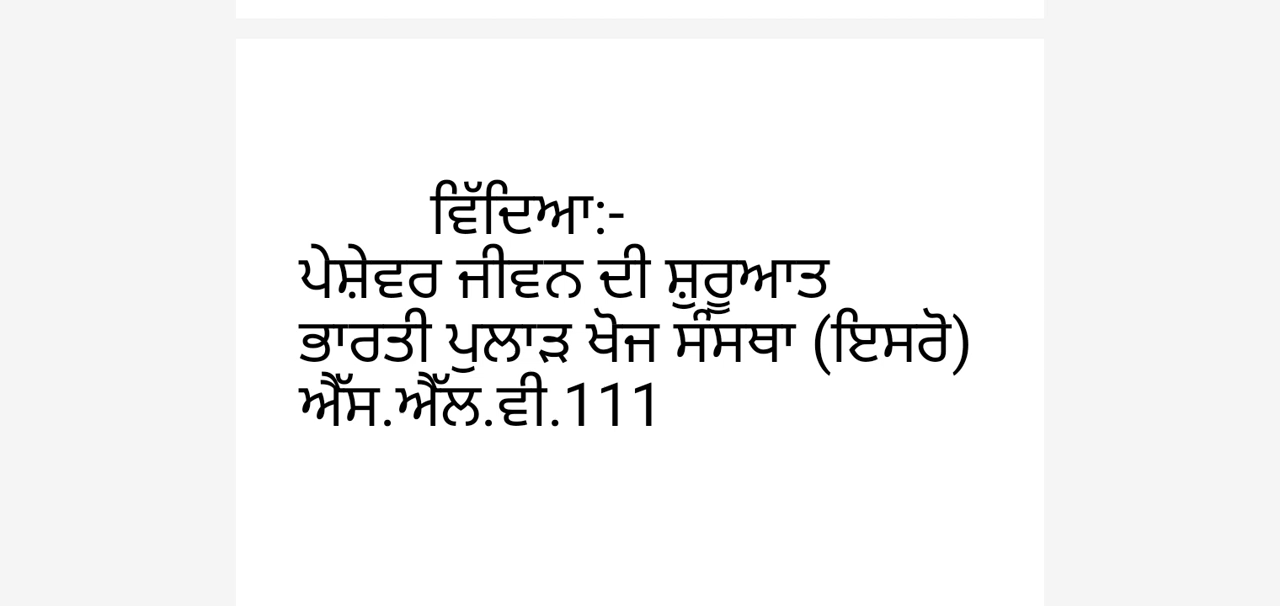 ਵਿੱਦਿਆ:-
ਪੇਸ਼ੇਵਰ ਜੀਵਨ ਦੀ ਸ਼ੁਰੂਆਤ
ਭਾਰਤੀ ਪੁਲਾੜ ਖੋਜ ਸੰਸਥਾ (ਇਸਰੋ)
ਐੱਸ.ਐੱਲ.ਵੀ.111